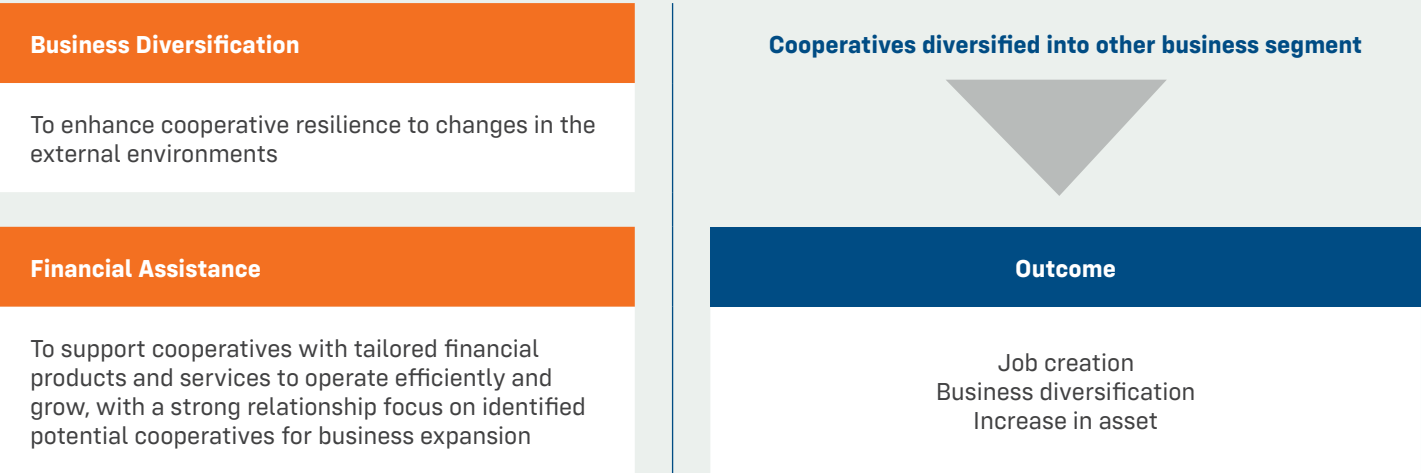 Business Diversification
To enhance cooperative resilience to changes in the
external environments
Financial Assistance
To support cooperatives with tailored financial
products and services to operate efficiently and
grow, with a strong relationship focus on identified
potential cooperatives for business expansion
Cooperatives diversified into other business segment
Outcome
Job creation
Business diversification
Increase in asset